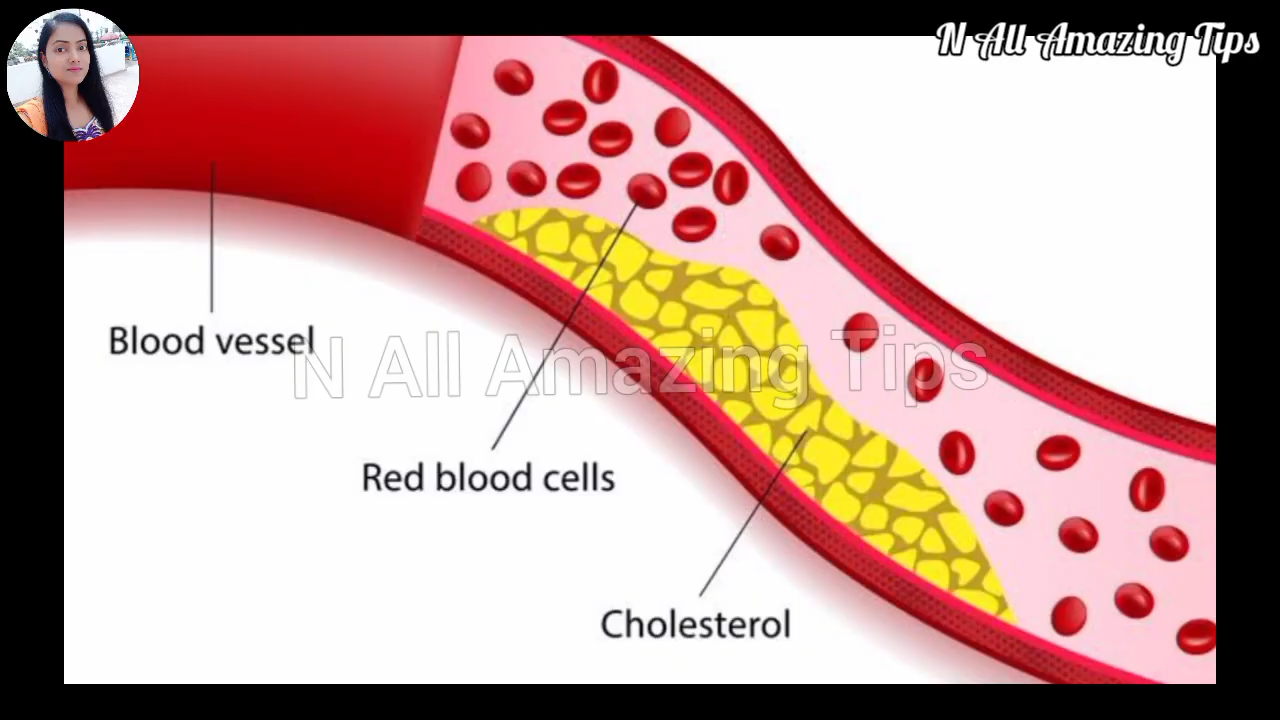 N All Amazing Tips
Blood vessel
N All Amazing Tips
Red blood cells
Cholesterol